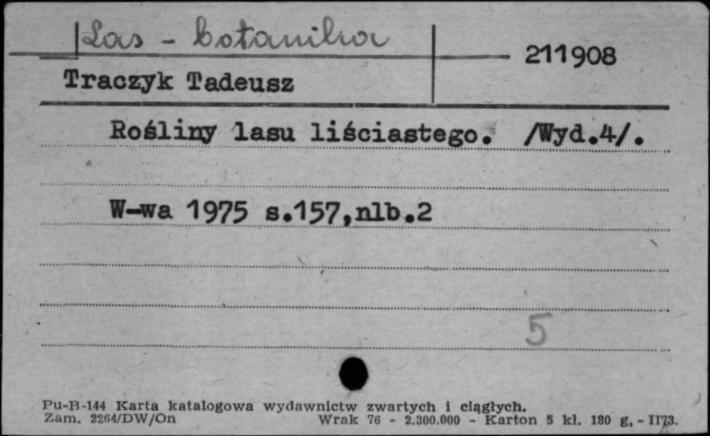 Las - botanika
211908
Traczyk Tadeusz
Rośliny lasu liściastego. /Wyd.4/.
W-wa 1975 s.157,nlb.2
5
Pu-B-144 Karta katalogowa wydawnictw zwartych i ciągłych.
Zam. 2264/DW/On Wrak 76 - 2.300.000 - Karton 5 kl. 180 g. - II73.